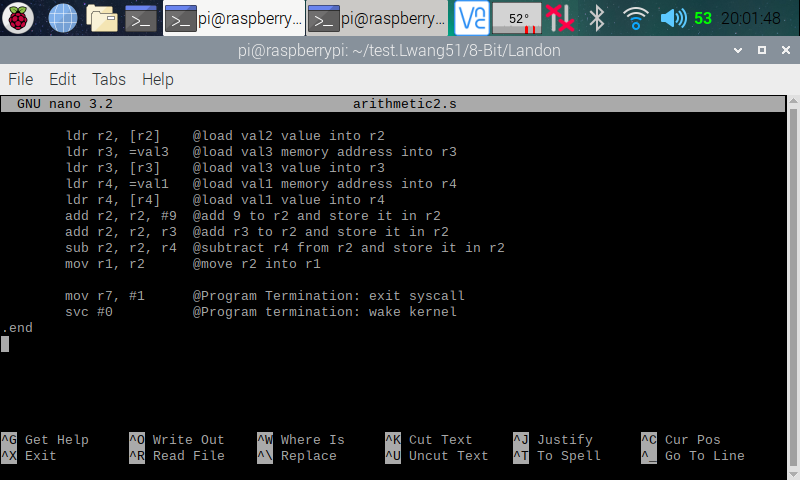 pi@raspberry... pi@raspberry... 52° 53 20:01:48
pi@raspberrypi: ~/test.Lwang51/8-Bit/Landon
File Edit Tabs Help
GNU nano 3.2 arithmetic2.s
ldr r2, [r2] @load val2 value into r2
ldr r3, =val3 @load val3 memory address into r3
ldr r3, [r3] @load val3 value into r3
ldr r4, =val1 @load val1 memory address into r4
ldr r4, [r4] @load val1 value into r4
add r2, r2, #9 @add 9 to r2 and store it in r2
add r2, r2, r3 @add r3 to r2 and store it in r2
sub r2, r2, r4 @subtract r4 from r2 and store it in r2
mov r1, r2 @move r2 into r1
mov r7, #1 @Program Termination: exit syscall
svc #0 @Program termination: wake kernel
.end
^G Get Help ^O Write Out ^W Where Is ^K Cut Text ^J Justify ^C Cur Pos
^X Exit ^R Read File ^\ Replace ^U Uncut Text ^T To Spell ^_ Go To Line